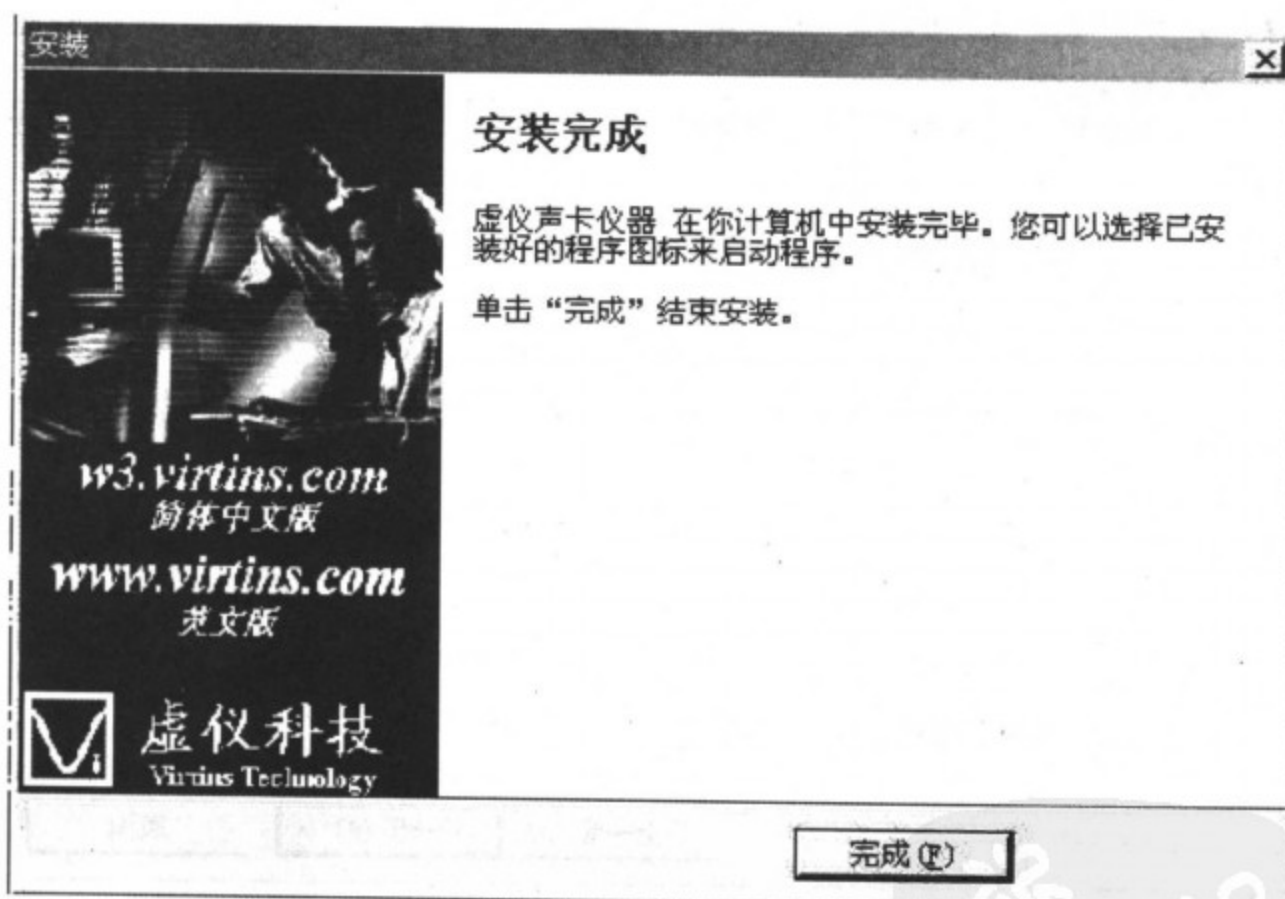 安装
安装完成
虚仪声卡仪器 在你计算机中安装完毕。您可以选择已安
装好的程序图标来启动程序。
单击“完成”结束安装。
w3.virtins.com
简体中文版
www.virtins.com
英文版
虚仪科技
Virtins Technology
完成(F)